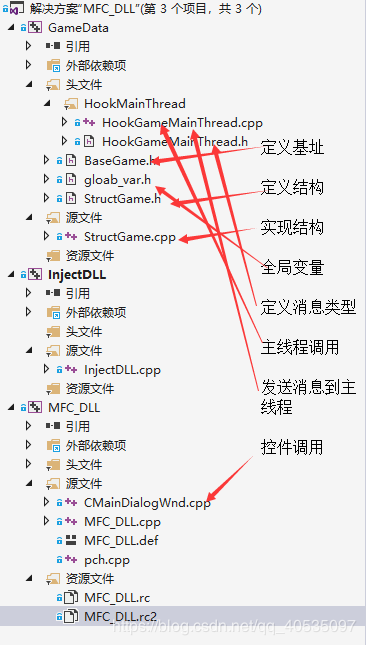 解决方案"MFC_DLL"(第 3 个项目，共 3 个)
GameData
引用
外部依赖项
头文件
HookMainThread
HookGameMainThread.cpp
HookGameMainThread.h
BaseGame.h
gloab_var.h
StructGame.h
源文件
StructGame.cpp
资源文件
InjectDLL
引用
外部依赖项
头文件
源文件
InjectDLL.cpp
资源文件
MFC_DLL
引用
外部依赖项
头文件
源文件
CMainDialogWnd.cpp
MFC_DLL.cpp
MFC_DLL.def
pch.cpp
资源文件
MFC_DLL.rc
MFC_DLL.rc2
定义基址
定义结构
实现结构
全局变量
定义消息类型
主线程调用
发送消息到主
线程
控件调用
https://blog.csdn.net/qq_40535097